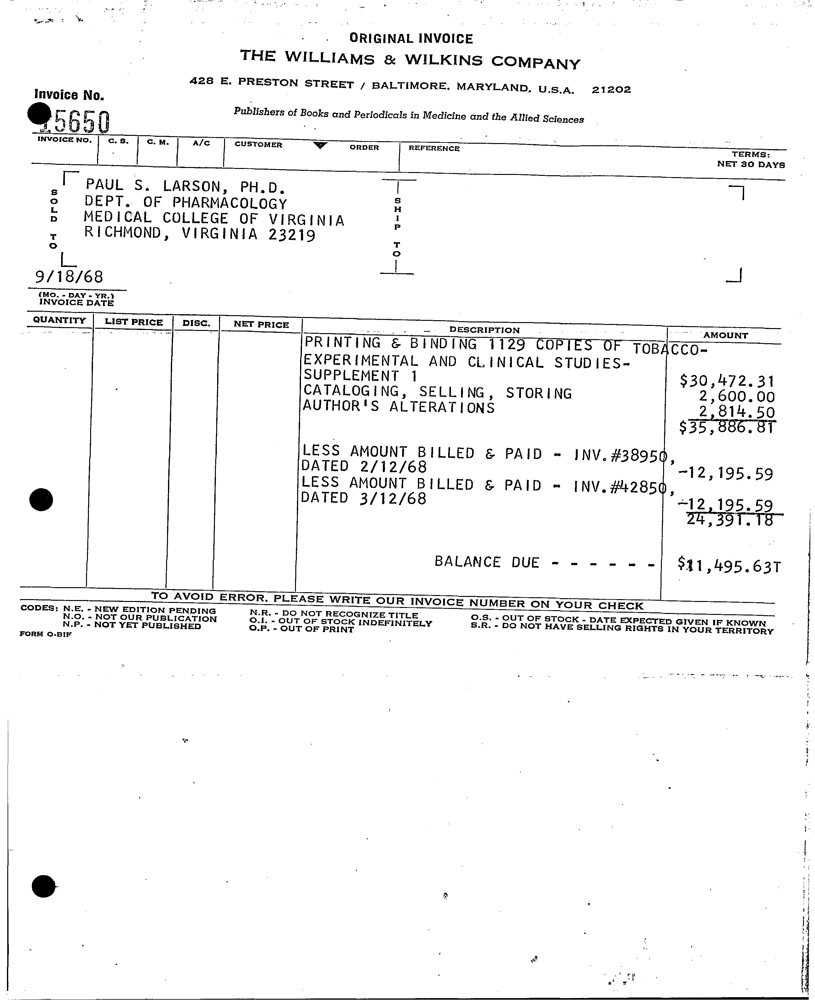 ORIGINAL INVOICE
THE WILLIAMS & WILKINS COMPANY
428 E. PRESTON STREET / BALTIMORE, MARYLAND, U.S.A. 21202
Invoice No.
Publishers of Books and Periodicals in Medicine and the Allied Sciences
15650
INVOICE NO. C. S. C. M. A/C CUSTOMER ORDER REFERENCE
TERMS:
NET 30 DAYS
SOLD TO
PAUL S. LARSON, PH.D.
DEPT. OF PHARMACOLOGY
MEDICAL COLLEGE OF VIRGINIA
RICHMOND, VIRGINIA 23219
SHIP TO
9/18/68
(MO. - DAY - YR.)
INVOICE DATE
QUANTITY LIST PRICE DISC. NET PRICE DESCRIPTION AMOUNT
PRINTING & BINDING 1129 COPIES OF TOBACCO-
EXPERIMENTAL AND CLINICAL STUDIES-
SUPPLEMENT 1 $30,472.31
CATALOGING, SELLING, STORING 2,600.00
AUTHOR'S ALTERATIONS 2,814.50
$35,886.81
LESS AMOUNT BILLED & PAID - INV.#38950,
DATED 2/12/68 -12,195.59
LESS AMOUNT BILLED & PAID - INV.#42850,
DATED 3/12/68 -12,195.59
24,391.18
BALANCE DUE - - - - - - $11,495.63T
TO AVOID ERROR, PLEASE WRITE OUR INVOICE NUMBER ON YOUR CHECK
CODES: N.E. - NEW EDITION PENDING N.R. - DO NOT RECOGNIZE TITLE O.S. - OUT OF STOCK - DATE EXPECTED GIVEN IF KNOWN
N.O. - NOT OUR PUBLICATION O.I. - OUT OF STOCK INDEFINITELY S.R. - DO NOT HAVE SELLING RIGHTS IN YOUR TERRITORY
N.P. - NOT YET PUBLISHED O.P. - OUT OF PRINT
FORM O-BIF